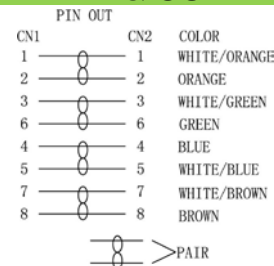 PIN OUT
CN1 CN2 COLOR
1 1 WHITE/ORANGE
2 2 ORANGE
3 3 WHITE/GREEN
6 6 GREEN
4 4 BLUE
5 5 WHITE/BLUE
7 7 WHITE/BROWN
8 8 BROWN
PAIR